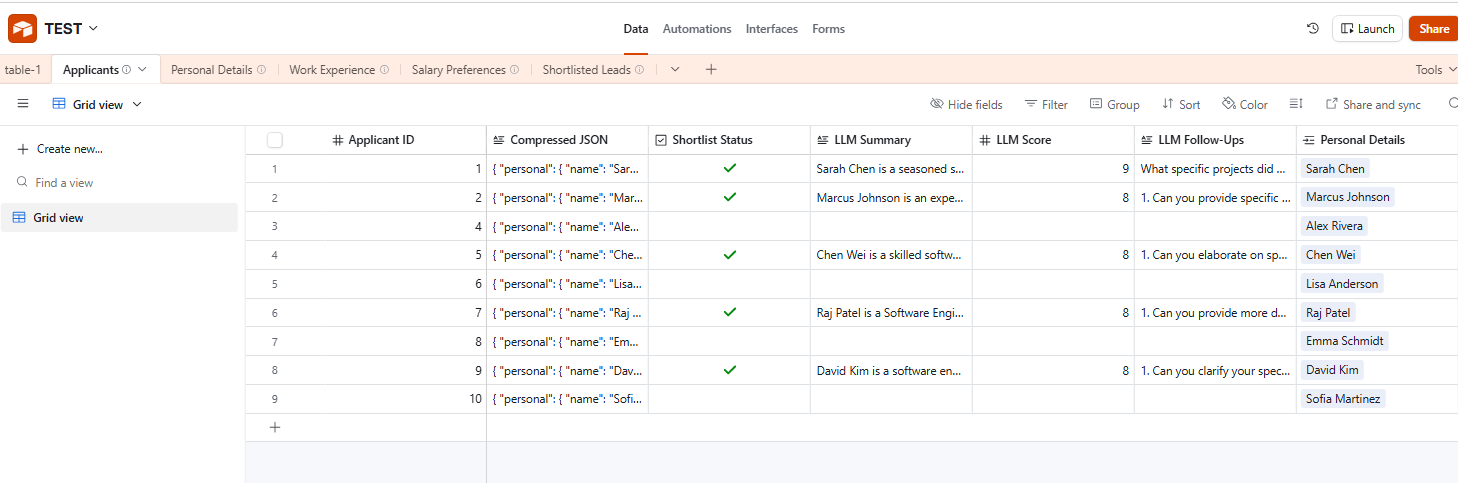 TEST
Data Automations Interfaces Forms
Launch Share
table-1 Applicants Personal Details Work Experience Salary Preferences Shortlisted Leads Tools
Grid view Hide fields Filter Group Sort Color Share and sync
Create new...
Find a view
Grid view
Applicant ID Compressed JSON Shortlist Status LLM Summary LLM Score LLM Follow-Ups Personal Details
1 1 { "personal": { "name": "Sar... Sarah Chen is a seasoned s... 9 What specific projects did ... Sarah Chen
2 2 { "personal": { "name": "Mar... Marcus Johnson is an expe... 8 1. Can you provide specific ... Marcus Johnson
3 4 { "personal": { "name": "Ale... Alex Rivera
4 5 { "personal": { "name": "Che... Chen Wei is a skilled softw... 8 1. Can you elaborate on sp... Chen Wei
5 6 { "personal": { "name": "Lisa... Lisa Anderson
6 7 { "personal": { "name": "Raj ... Raj Patel is a Software Engi... 8 1. Can you provide more d... Raj Patel
7 8 { "personal": { "name": "Em... Emma Schmidt
8 9 { "personal": { "name": "Dav... David Kim is a software en... 8 1. Can you clarify your spec... David Kim
9 10 { "personal": { "name": "Sofi... Sofia Martinez